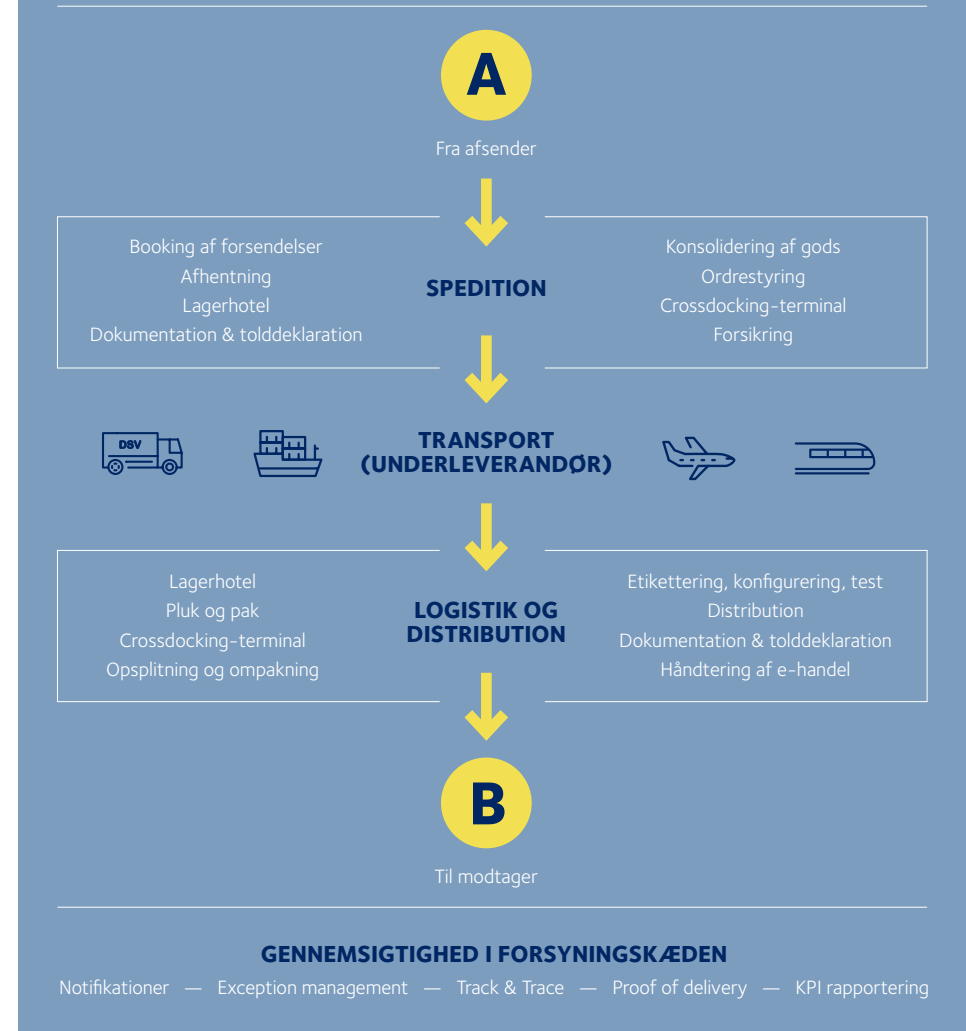 A
Fra afsender
Booking af forsendelser
Afhentning
Lagerhotel
Dokumentation & tolddeklaration
SPEDITION
Konsolidering af gods
Ordrestyring
Crossdocking-terminal
Forsikring
DSV
TRANSPORT
(UNDERLEVERANDØR)
Lagerhotel
Pluk og pak
Crossdocking-terminal
Opsplitning og ompakning
LOGISTIK OG
DISTRIBUTION
Etikettering, konfigurering, test
Distribution
Dokumentation & tolddeklaration
Håndtering af e-handel
B
Til modtager
GENNEMSIGTIGHED I FORSYNINGSKÆDEN
Notifikationer — Exception management — Track & Trace — Proof of delivery — KPI rapportering